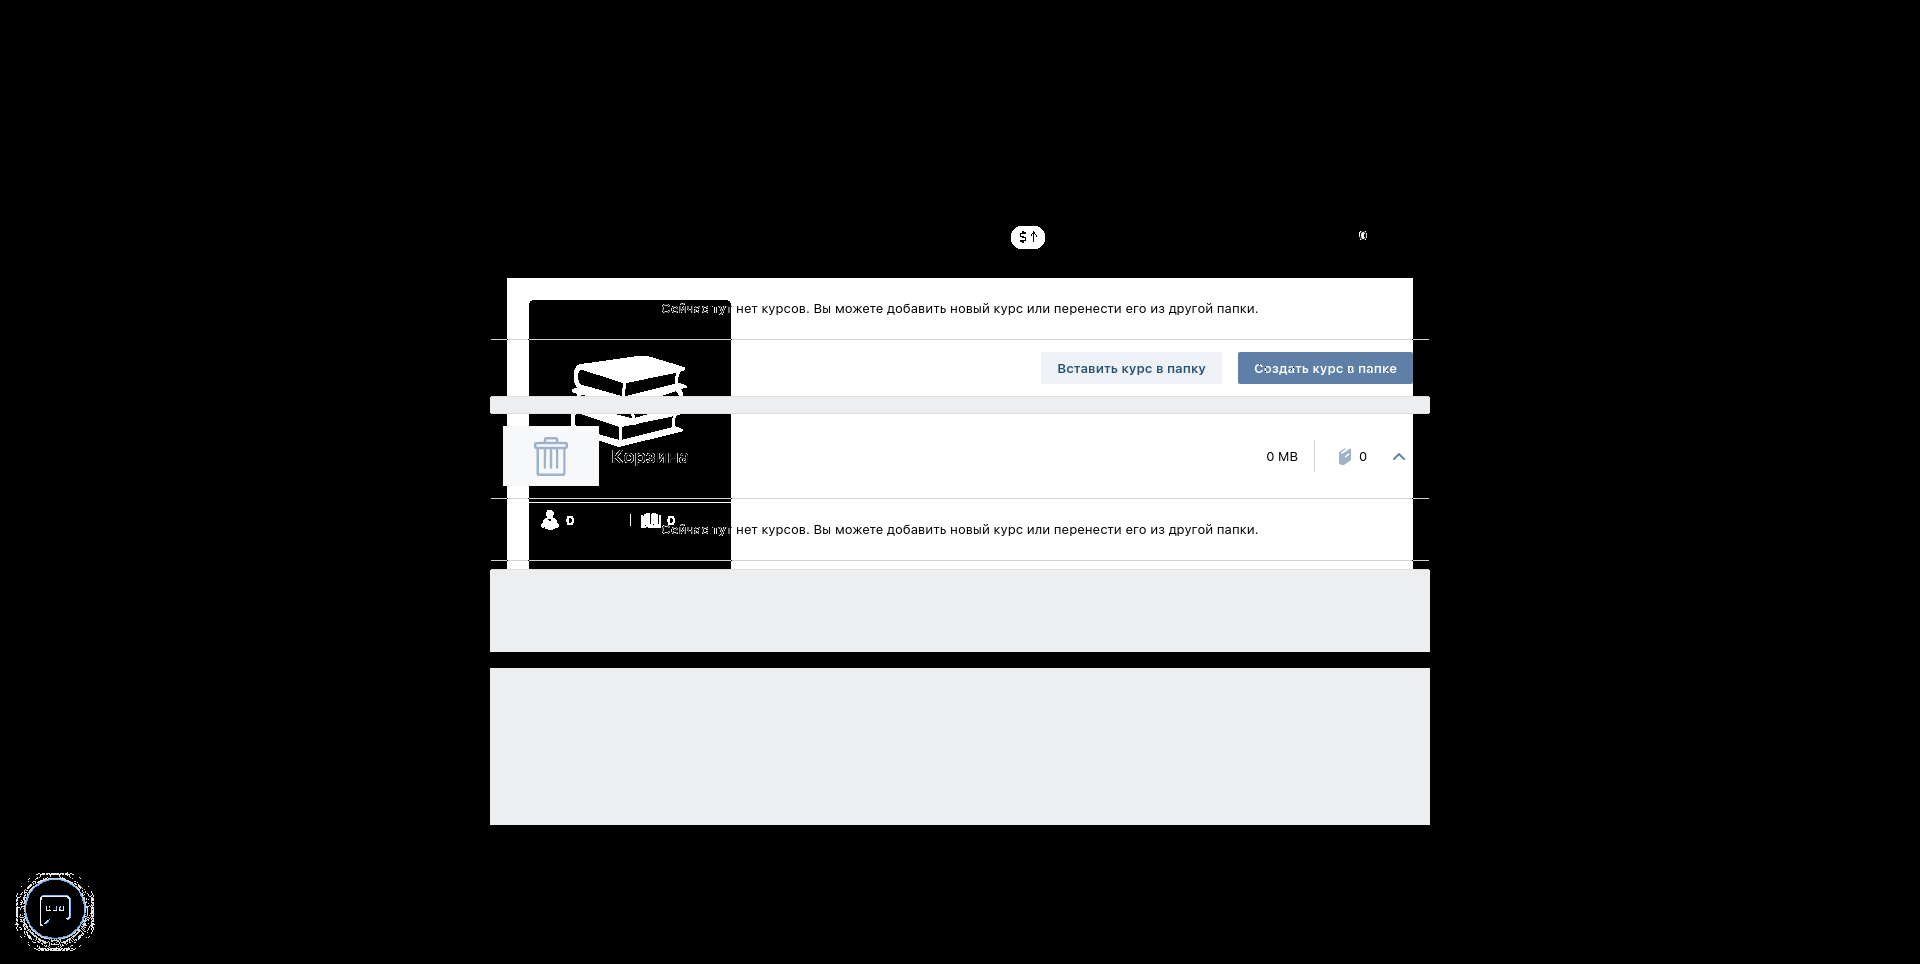 $↑
Сейчас тут нет курсов. Вы можете добавить новый курс или перенести его из другой папки.
Вставить курс в папку
Создать курс в папке
Корзина
0 MB
0
0
0
Сейчас тут нет курсов. Вы можете добавить новый курс или перенести его из другой папки.